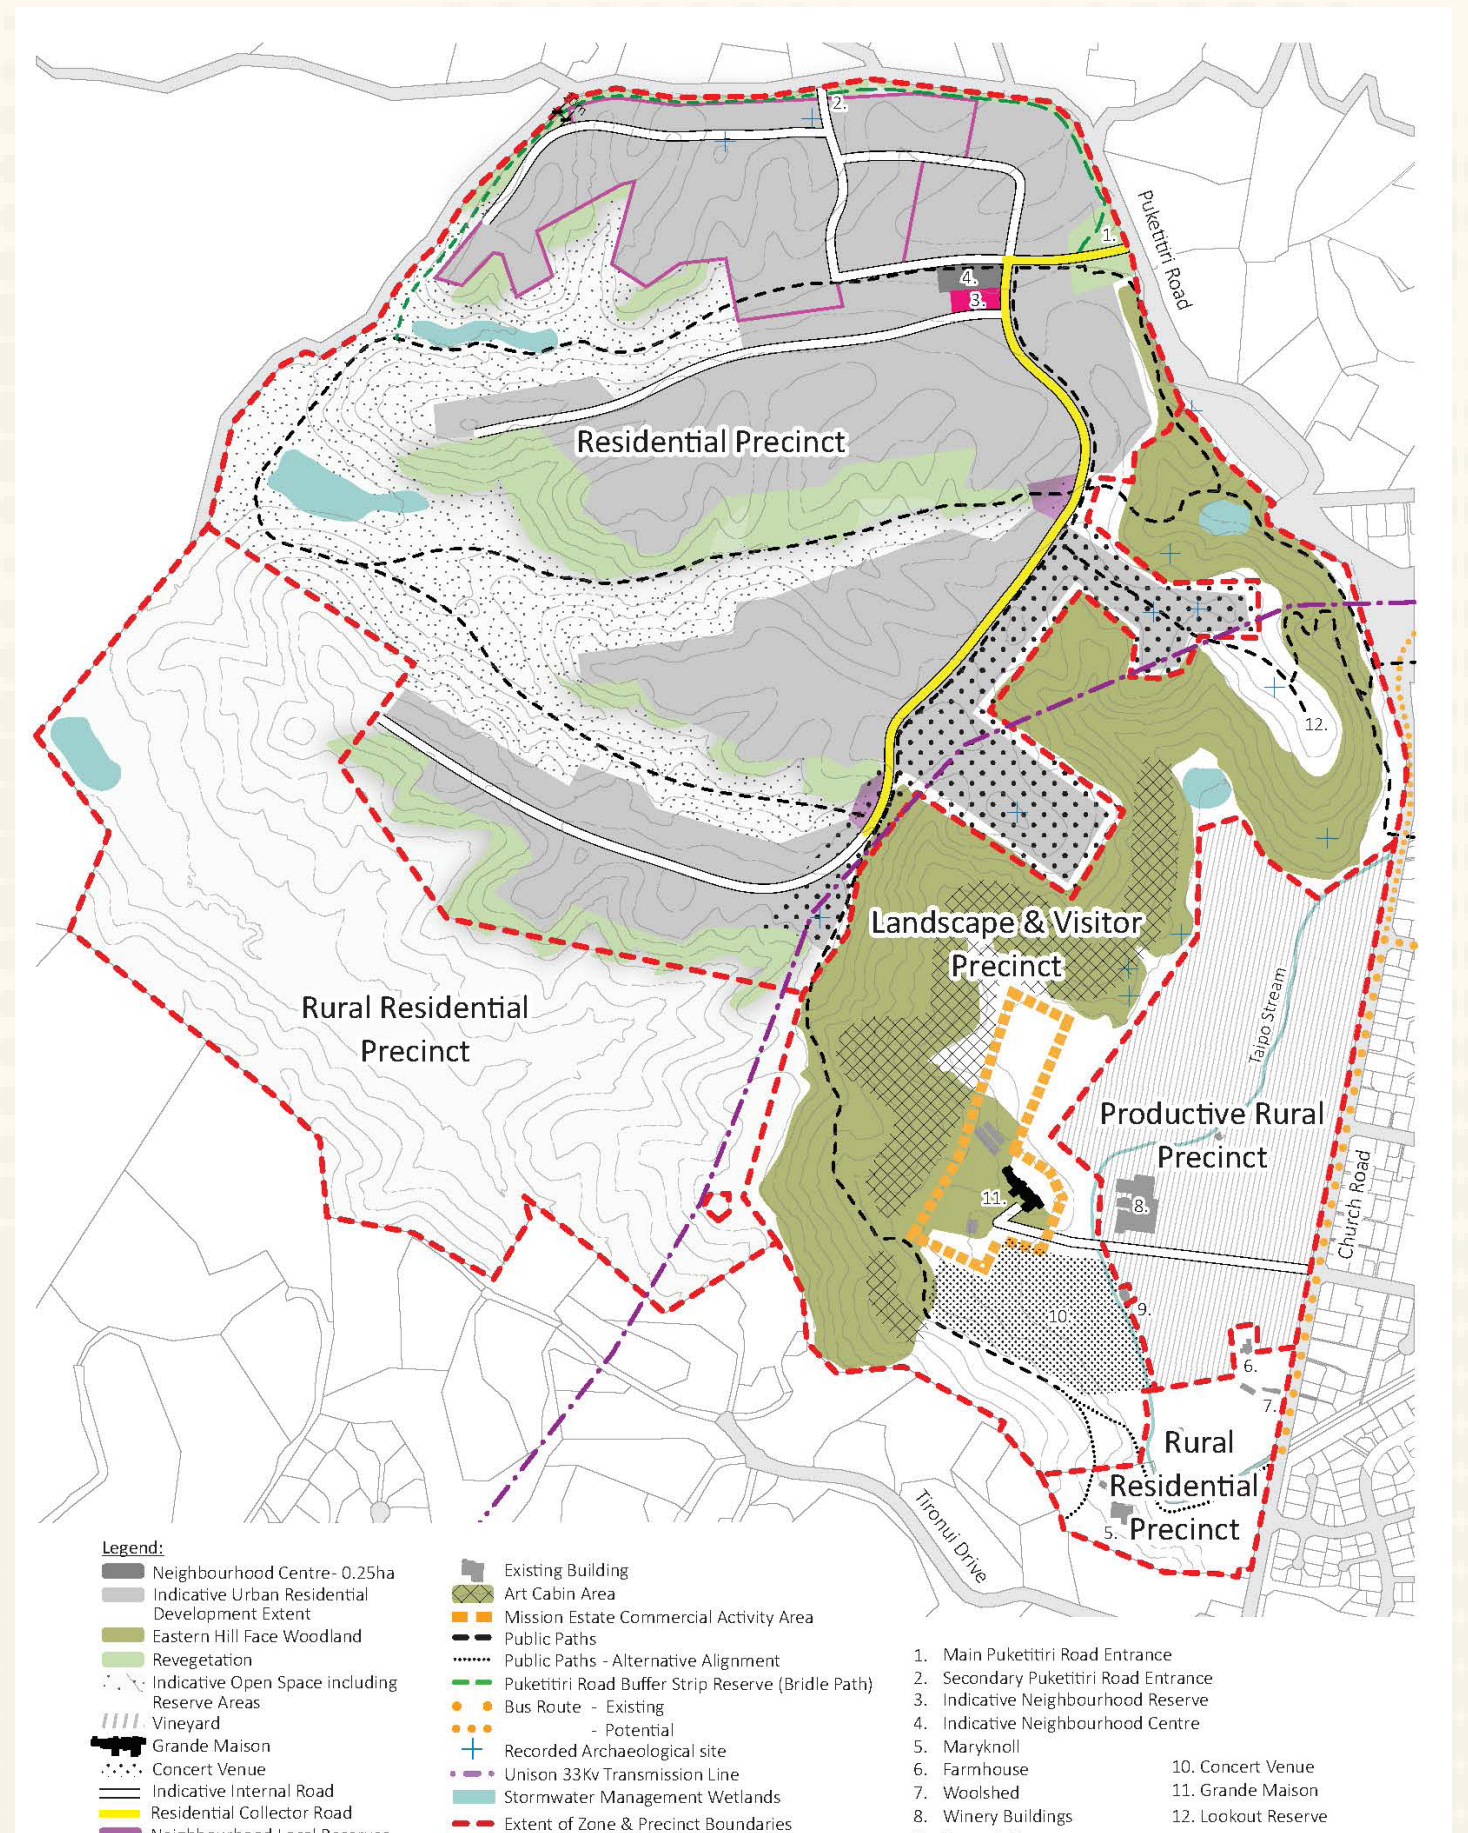 2.
Puketitiri Road
1.
4.
3.
Residential Precinct
12.
Landscape & Visitor
Precinct
Rural Residential
Precinct
Taipo Stream
Productive Rural
Precinct
Church Road
11.
8.
10.
9.
6.
7.
Rural
Residential
Precinct
5.
Tironui Drive
Legend:
Neighbourhood Centre- 0.25ha
Indicative Urban Residential
Development Extent
Eastern Hill Face Woodland
Revegetation
Indicative Open Space including
Reserve Areas
Vineyard
Grande Maison
Concert Venue
Indicative Internal Road
Residential Collector Road
Existing Building
Art Cabin Area
Mission Estate Commercial Activity Area
Public Paths
Public Paths - Alternative Alignment
Puketitiri Road Buffer Strip Reserve (Bridle Path)
Bus Route - Existing
- Potential
Recorded Archaeological site
Unison 33Kv Transmission Line
Stormwater Management Wetlands
Extent of Zone & Precinct Boundaries
1. Main Puketitiri Road Entrance
2. Secondary Puketitiri Road Entrance
3. Indicative Neighbourhood Reserve
4. Indicative Neighbourhood Centre
5. Maryknoll
6. Farmhouse
7. Woolshed
8. Winery Buildings
10. Concert Venue
11. Grande Maison
12. Lookout Reserve